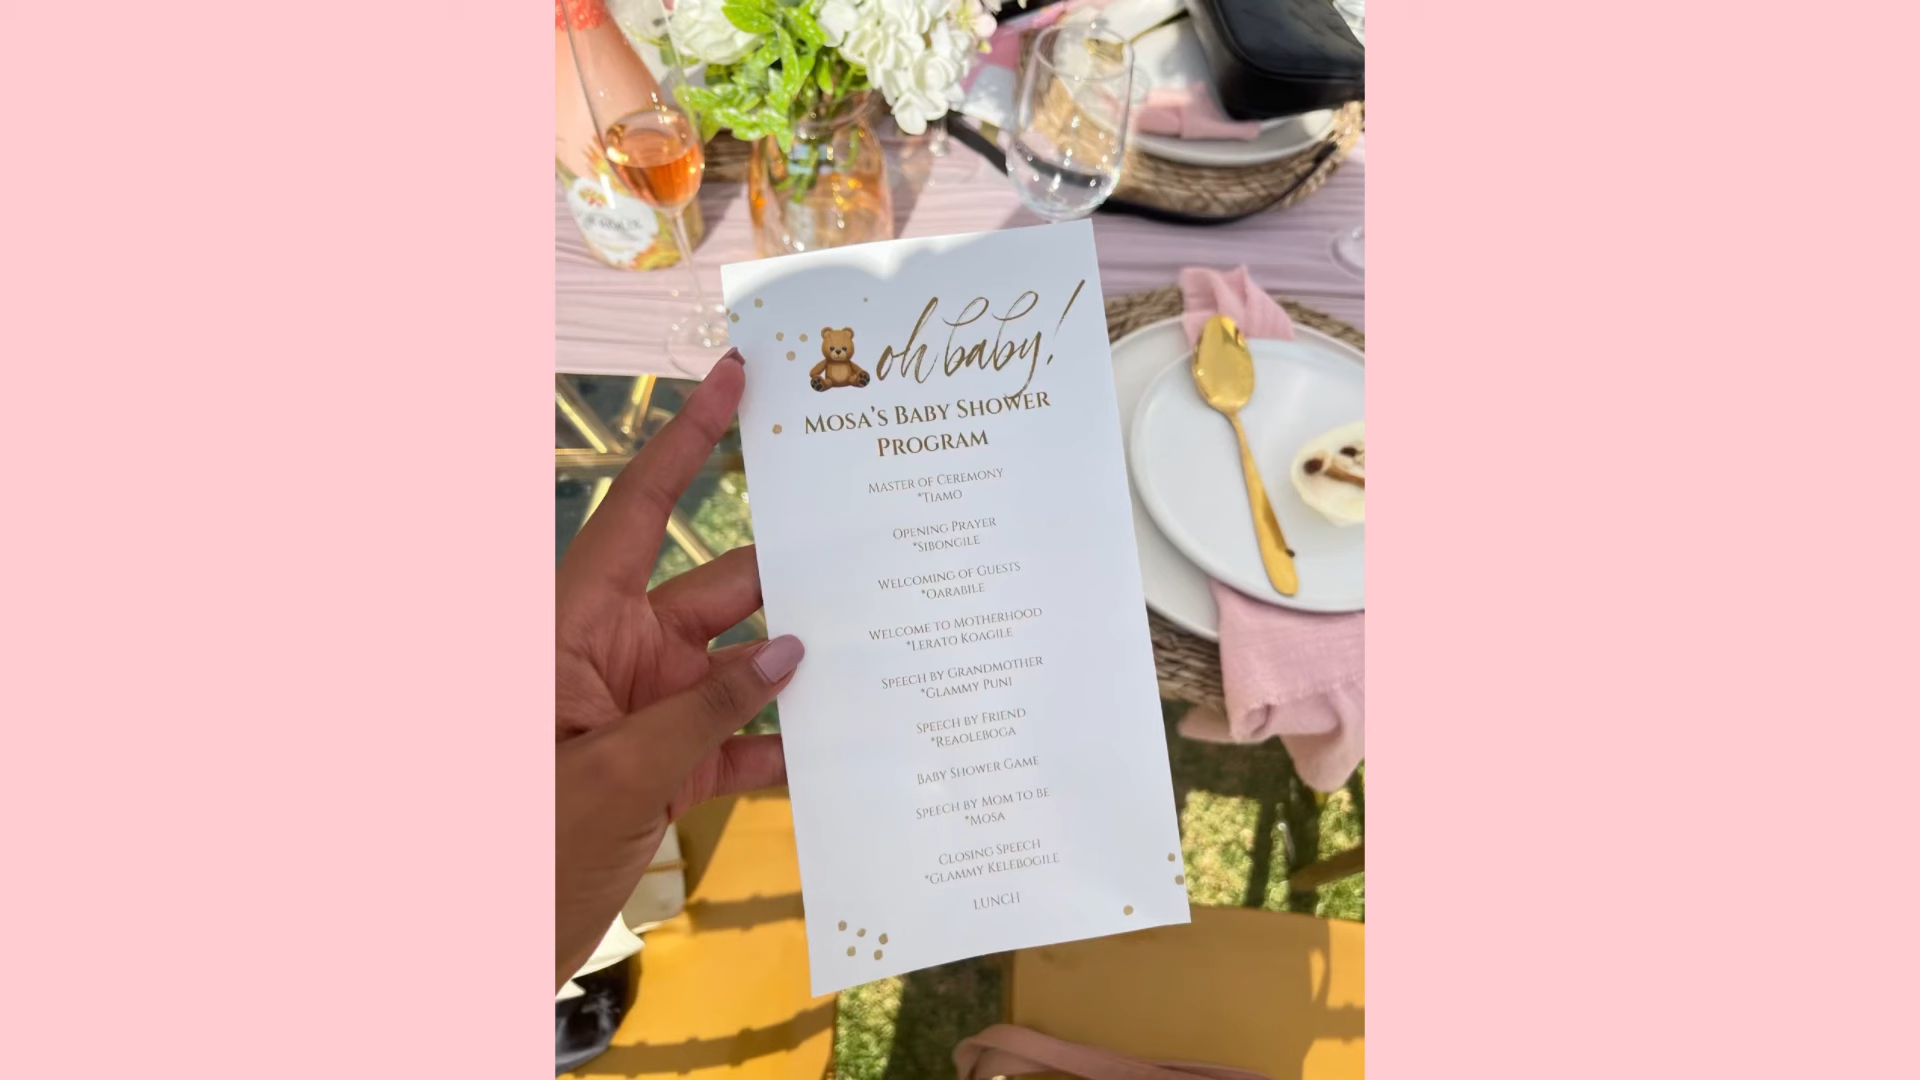 oh baby!
Mosa's Baby Shower
Program
Master of Ceremony
*Tiamo
Opening Prayer
*Sibongile
Welcoming of Guests
*Oarabile
Welcome to Motherhood
*Lerato Koagile
Speech by Grandmother
*Glammy Puni
Speech by Friend
*Reaoleboga
Baby Shower Game
Speech by Mom to Be
*Mosa
Closing Speech
*Glammy Kelebogile
Lunch